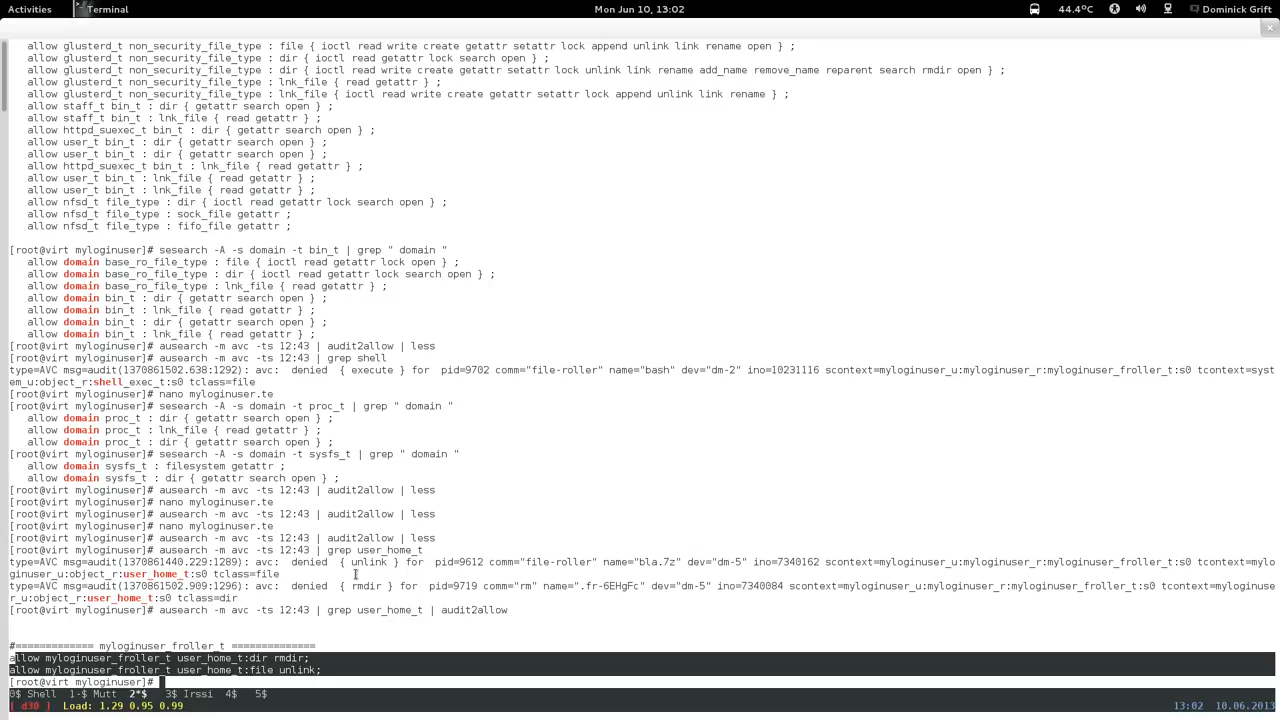 Activities Terminal Mon Jun 10, 13:02 44.4°C Dominick Grift
allow glusterd_t non_security_file_type : file { ioctl read write create getattr setattr lock append unlink link rename open } ;
allow glusterd_t non_security_file_type : dir { ioctl read getattr lock search open } ;
allow glusterd_t non_security_file_type : dir { ioctl read write create getattr setattr lock unlink link rename add_name remove_name reparent search rmdir open } ;
allow glusterd_t non_security_file_type : lnk_file { read getattr } ;
allow glusterd_t non_security_file_type : lnk_file { ioctl read write create getattr setattr lock append unlink link rename } ;
allow staff_t bin_t : dir { getattr search open } ;
allow staff_t bin_t : lnk_file { read getattr } ;
allow httpd_suexec_t bin_t : dir { getattr search open } ;
allow user_t bin_t : dir { getattr search open } ;
allow user_t bin_t : dir { getattr search open } ;
allow httpd_suexec_t bin_t : lnk_file { read getattr } ;
allow user_t bin_t : lnk_file { read getattr } ;
allow user_t bin_t : lnk_file { read getattr } ;
allow nfsd_t file_type : dir { ioctl read getattr lock search open } ;
allow nfsd_t file_type : sock_file getattr ;
allow nfsd_t file_type : fifo_file getattr ;
[root@virt myloginuser]# sesearch -A -s domain -t bin_t | grep " domain "
allow domain base_ro_file_type : file { ioctl read getattr lock open } ;
allow domain base_ro_file_type : dir { ioctl read getattr lock search open } ;
allow domain base_ro_file_type : lnk_file { read getattr } ;
allow domain bin_t : dir { getattr search open } ;
allow domain bin_t : lnk_file { read getattr } ;
allow domain bin_t : dir { getattr search open } ;
allow domain bin_t : lnk_file { read getattr } ;
[root@virt myloginuser]# ausearch -m avc -ts 12:43 | audit2allow | less
[root@virt myloginuser]# ausearch -m avc -ts 12:43 | grep shell
type=AVC msg=audit(1370861502.638:1292): avc:  denied  { execute } for  pid=9702 comm="file-roller" name="bash" dev="dm-2" ino=10231116 scontext=myloginuser_u:myloginuser_r:myloginuser_froller_t:s0 tcontext=syst
em_u:object_r:shell_exec_t:s0 tclass=file
[root@virt myloginuser]# nano myloginuser.te
[root@virt myloginuser]# sesearch -A -s domain -t proc_t | grep " domain "
allow domain proc_t : dir { getattr search open } ;
allow domain proc_t : lnk_file { read getattr } ;
allow domain proc_t : dir { getattr search open } ;
[root@virt myloginuser]# sesearch -A -s domain -t sysfs_t | grep " domain "
allow domain sysfs_t : filesystem getattr ;
allow domain sysfs_t : dir { getattr search open } ;
[root@virt myloginuser]# ausearch -m avc -ts 12:43 | audit2allow | less
[root@virt myloginuser]# nano myloginuser.te
[root@virt myloginuser]# ausearch -m avc -ts 12:43 | audit2allow | less
[root@virt myloginuser]# nano myloginuser.te
[root@virt myloginuser]# ausearch -m avc -ts 12:43 | audit2allow | less
[root@virt myloginuser]# ausearch -m avc -ts 12:43 | grep user_home_t
type=AVC msg=audit(1370861440.229:1289): avc:  denied  { unlink } for  pid=9612 comm="file-roller" name="bla.7z" dev="dm-5" ino=7340162 scontext=myloginuser_u:myloginuser_r:myloginuser_froller_t:s0 tcontext=mylo
ginuser_u:object_r:user_home_t:s0 tclass=file
type=AVC msg=audit(1370861502.909:1296): avc:  denied  { rmdir } for  pid=9719 comm="rm" name=".fr-6EHgFc" dev="dm-5" ino=7340084 scontext=myloginuser_u:myloginuser_r:myloginuser_froller_t:s0 tcontext=myloginuse
r_u:object_r:user_home_t:s0 tclass=dir
[root@virt myloginuser]# ausearch -m avc -ts 12:43 | grep user_home_t | audit2allow
#============= myloginuser_froller_t ==============
allow myloginuser_froller_t user_home_t:dir rmdir;
allow myloginuser_froller_t user_home_t:file unlink;
[root@virt myloginuser]#
0$ Shell  1-$ Mutt  2*$  3$ Irssi  4$  5$
[ d30 ] Load: 1.29 0.95 0.99 13:02 10.06.2013